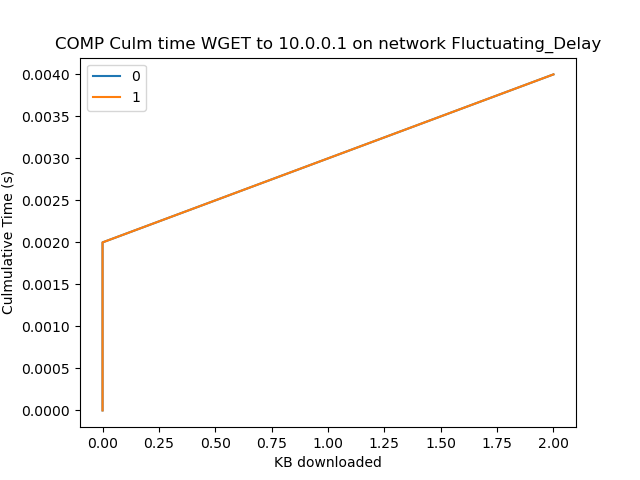 COMP Culm time WGET to 10.0.0.1 on network Fluctuating_Delay
0
1
0.0040
0.0035
0.0030
0.0025
0.0020
0.0015
0.0010
0.0005
0.0000
Culmulative Time (s)
0.00 0.25 0.50 0.75 1.00 1.25 1.50 1.75 2.00
KB downloaded